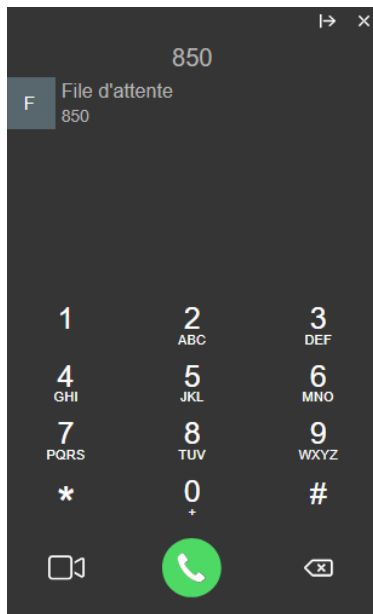 850
F
File d'attente
850
1
2
ABC
3
DEF
4
GHI
5
JKL
6
MNO
7
PQRS
8
TUV
9
WXYZ
*
0
+
#